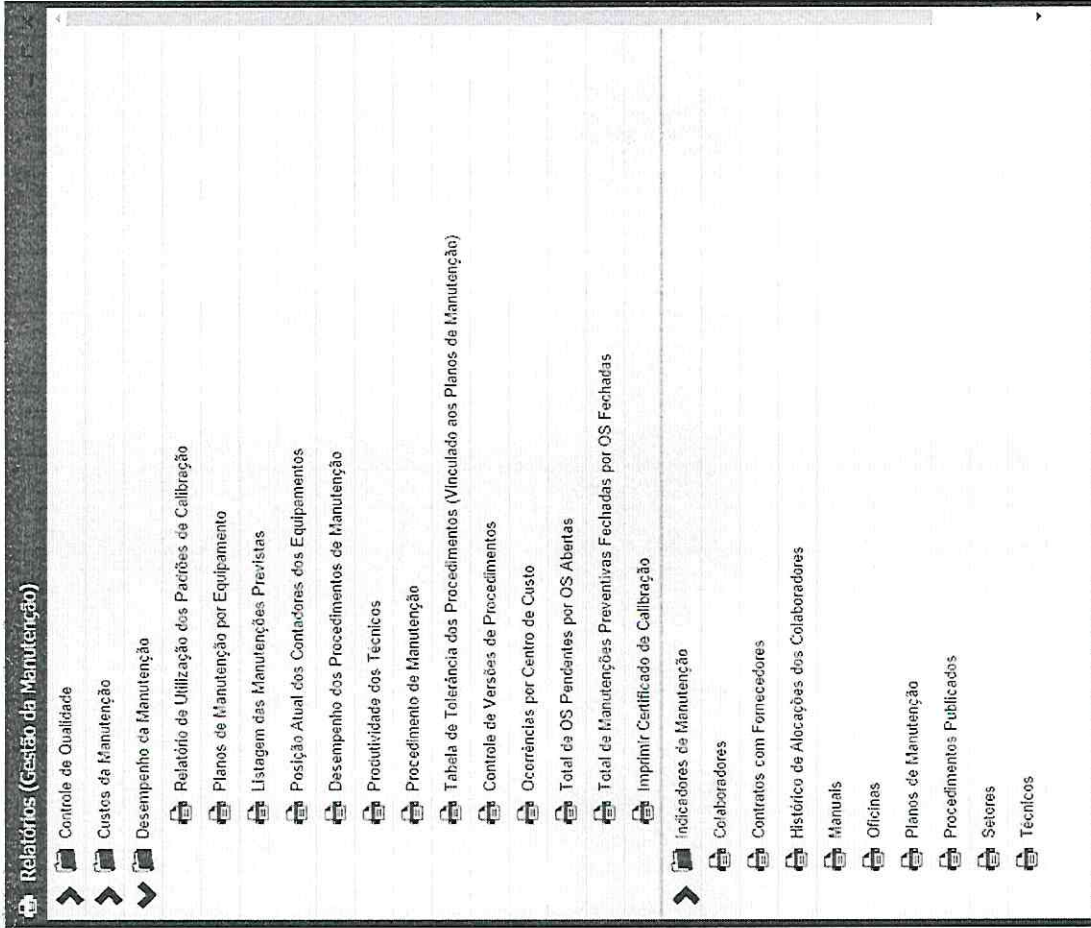 Relatórios (Gestão da Manutenção)
Controle de Qualidade
Custos da Manutenção
Desempenho da Manutenção
Relatório de Utilização dos Padrões de Calibração
Planos de Manutenção por Equipamento
Listagem das Manutenções Previstas
Posição Atual dos Contadores dos Equipamentos
Desempenho dos Procedimentos de Manutenção
Produtividade dos Técnicos
Procedimento de Manutenção
Tabela de Tolerância dos Procedimentos (Vinculado aos Planos de Manutenção)
Controle de Versões de Procedimentos
Ocorrências por Centro de Custo
Total de OS Pendentes por OS Abertas
Total de Manutenções Preventivas Fechadas por OS Fechadas
Imprimir Certificado de Calibração
Indicadores de Manutenção
Colaboradores
Contratos com Fornecedores
Histórico de Alocações dos Colaboradores
Manuais
Oficinas
Planos de Manutenção
Procedimentos Publicados
Setores
Técnicos